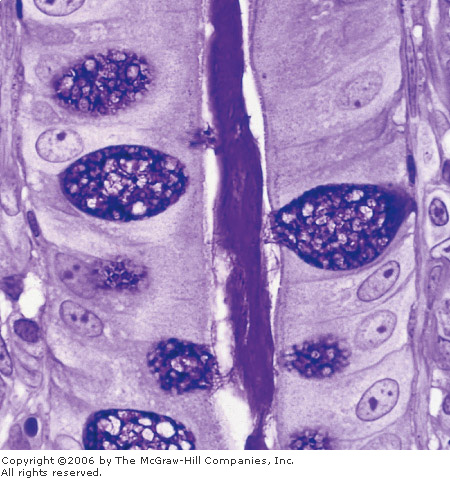 Copyright ©2006 by The McGraw-Hill Companies, Inc.
All rights reserved.